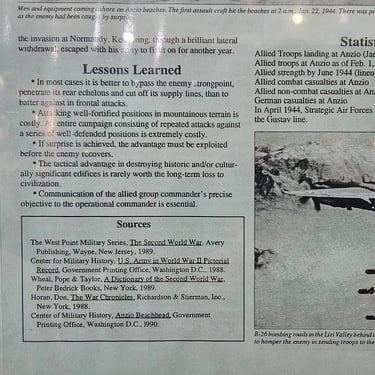 Men and equipment coming ashore on Anzio beaches. The first assault craft hit the beaches at 2 a.m., Jan. 22, 1944. There was pr
as the enemy had been caught by surprise.
the invasion at Normandy, Kesselring, through a brilliant lateral
withdrawal, escaped with his ability to fight on for another year.
Lessons Learned
• In most cases it is better to bypass the enemy strongpoint,
penetrate its rear echelons and cut off its supply lines, than to
batter against in frontal attacks.
• Attacking well-fortified positions in mountainous terrain is
costly. An entire campaign consisting of repeated attacks against
a series of well-defended positions is extremely costly.
• If surprise is achieved, the advantage must be exploited
before the enemy recovers.
• The tactical advantage in destroying historic and/or cultur-
ally significant edifices is rarely worth the long-term loss to
civilization.
• Communication of the allied group commander's precise
objective to the operational commander is essential.
Sources
The West Point Military Series, The Second World War, Avery
Publishing, Wayne, New Jersey, 1989.
Center for Military History, U.S. Army in World War II Pictorial
Record, Government Printing Office, Washington D.C., 1988.
Wheal, Pope & Taylor, A Dictionary of the Second World War,
Peter Bedrick Books, New York, 1989.
Horan, Don, The War Chronicles, Richardson & Stierman, Inc.,
New York, 1988.
Center of Military History, Anzio Beachhead, Government
Printing Office, Washington D.C., 1990.
Statist
Allied Troops landing at Anzio (Jan
Allied troops at Anzio as of Feb. 1,
Allied strength by June 1944 (lineu
Allied combat casualties at Anzio
Allied non-combat casualties at Anz
German casualties at Anzio
In April 1944, Strategic Air Forces
the Gustav line.
B-26 bombing roads in the Liri Valley behind t
to hamper the enemy in sending troops to the